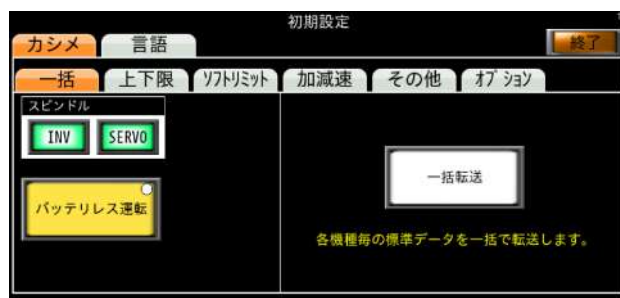 初期設定
カシメ 言語 終了
一括 上下限 ｿﾌﾄﾘﾐｯﾄ 加減速 その他 ｵﾌﾟｼｮﾝ
スピンドル
INV SERVO
一括転送
バッテリレス運転
各機種毎の標準データを一括で転送します。